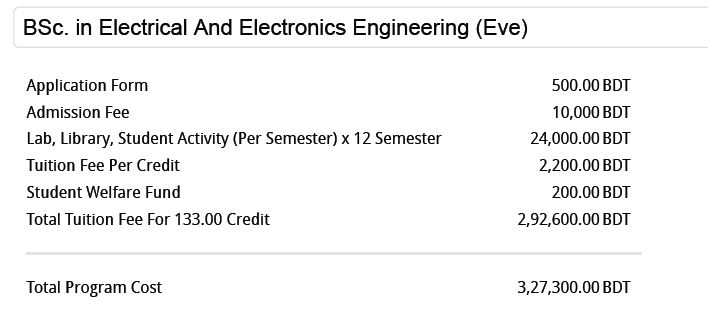 BSc. in Electrical And Electronics Engineering (Eve)
Application Form 500.00 BDT
Admission Fee 10,000 BDT
Lab, Library, Student Activity (Per Semester) x 12 Semester 24,000.00 BDT
Tuition Fee Per Credit 2,200.00 BDT
Student Welfare Fund 200.00 BDT
Total Tuition Fee For 133.00 Credit 2,92,600.00 BDT
Total Program Cost 3,27,300.00 BDT